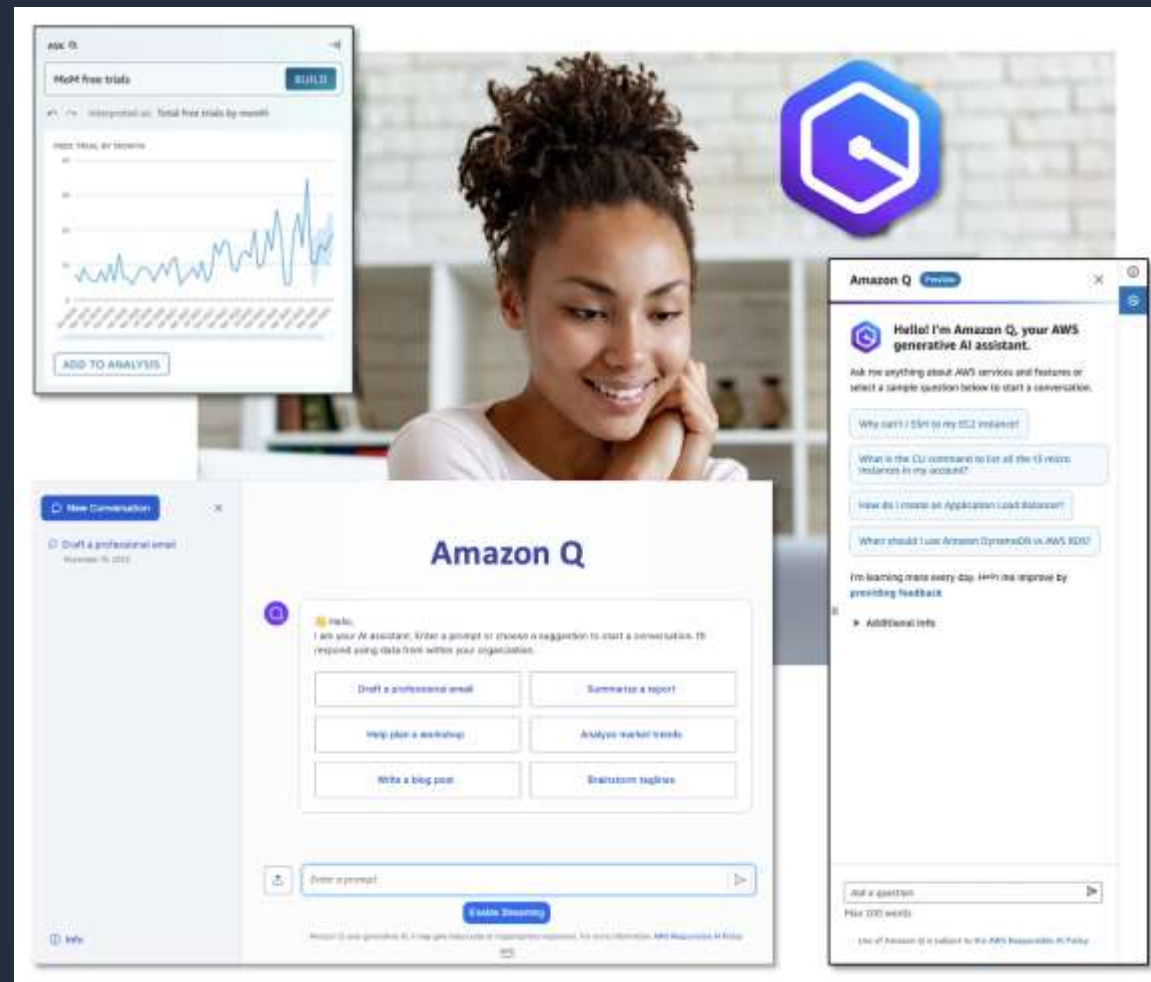 ASK Q
MoM free trials
BUILD
Interpreted as: Total free trials by month
FREE TRIAL BY MONTH
ADD TO ANALYSIS
Amazon Q Preview
Hello! I'm Amazon Q, your AWS
generative AI assistant.
Ask me anything about AWS services and features or
select a sample question below to start a conversation.
Why can't I SSH to my EC2 instance?
What is the CLI command to list all the t3 micro
instances in my account?
How do I create an Application Load Balancer?
When should I use Amazon DynamoDB vs AWS RDS?
I'm learning more every day. Help me improve by
providing feedback
Additional info
Ask a question
Max 1000 words
Use of Amazon Q is subject to the AWS Responsible AI Policy
New Conversation
Draft a professional email
Amazon Q
Hello,
I am your AI assistant. Enter a prompt or choose a suggestion to start a conversation. I'll
respond using data from within your organization.
Draft a professional email
Summarize a report
Help plan a workshop
Analyze market trends
Write a blog post
Brainstorm taglines
Enter a prompt
Enable Streaming
Info